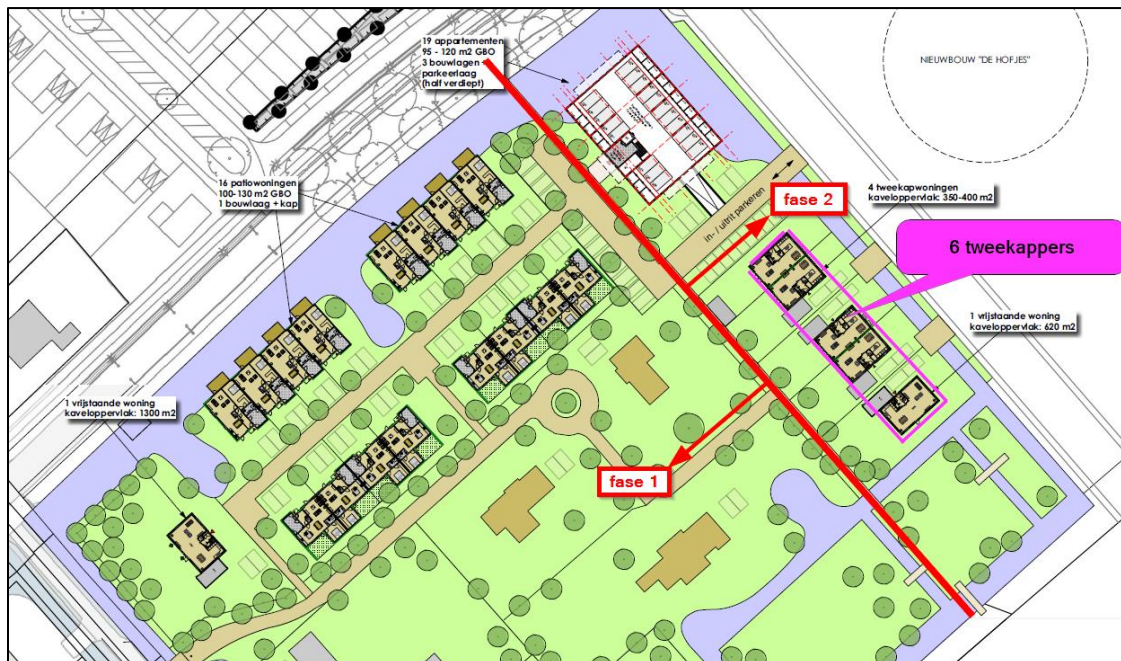 19 appartementen
95 - 120 m2 GBO
3 bouwlagen +
parkeerlaag
(half verdiept)
NIEUWBOUW "DE HOFJES"
16 patiowoningen
100- 130 m2 GBO
1 bouwlaag + kap
in- / uitrit parkeren
fase 2
4 tweekapwoningen
kaveloppervlak: 350-400 m2
6 tweekappers
1 vrijstaande woning
kaveloppervlak: 620 m2
1 vrijstaande woning
kaveloppervlak: 1300 m2
fase 1